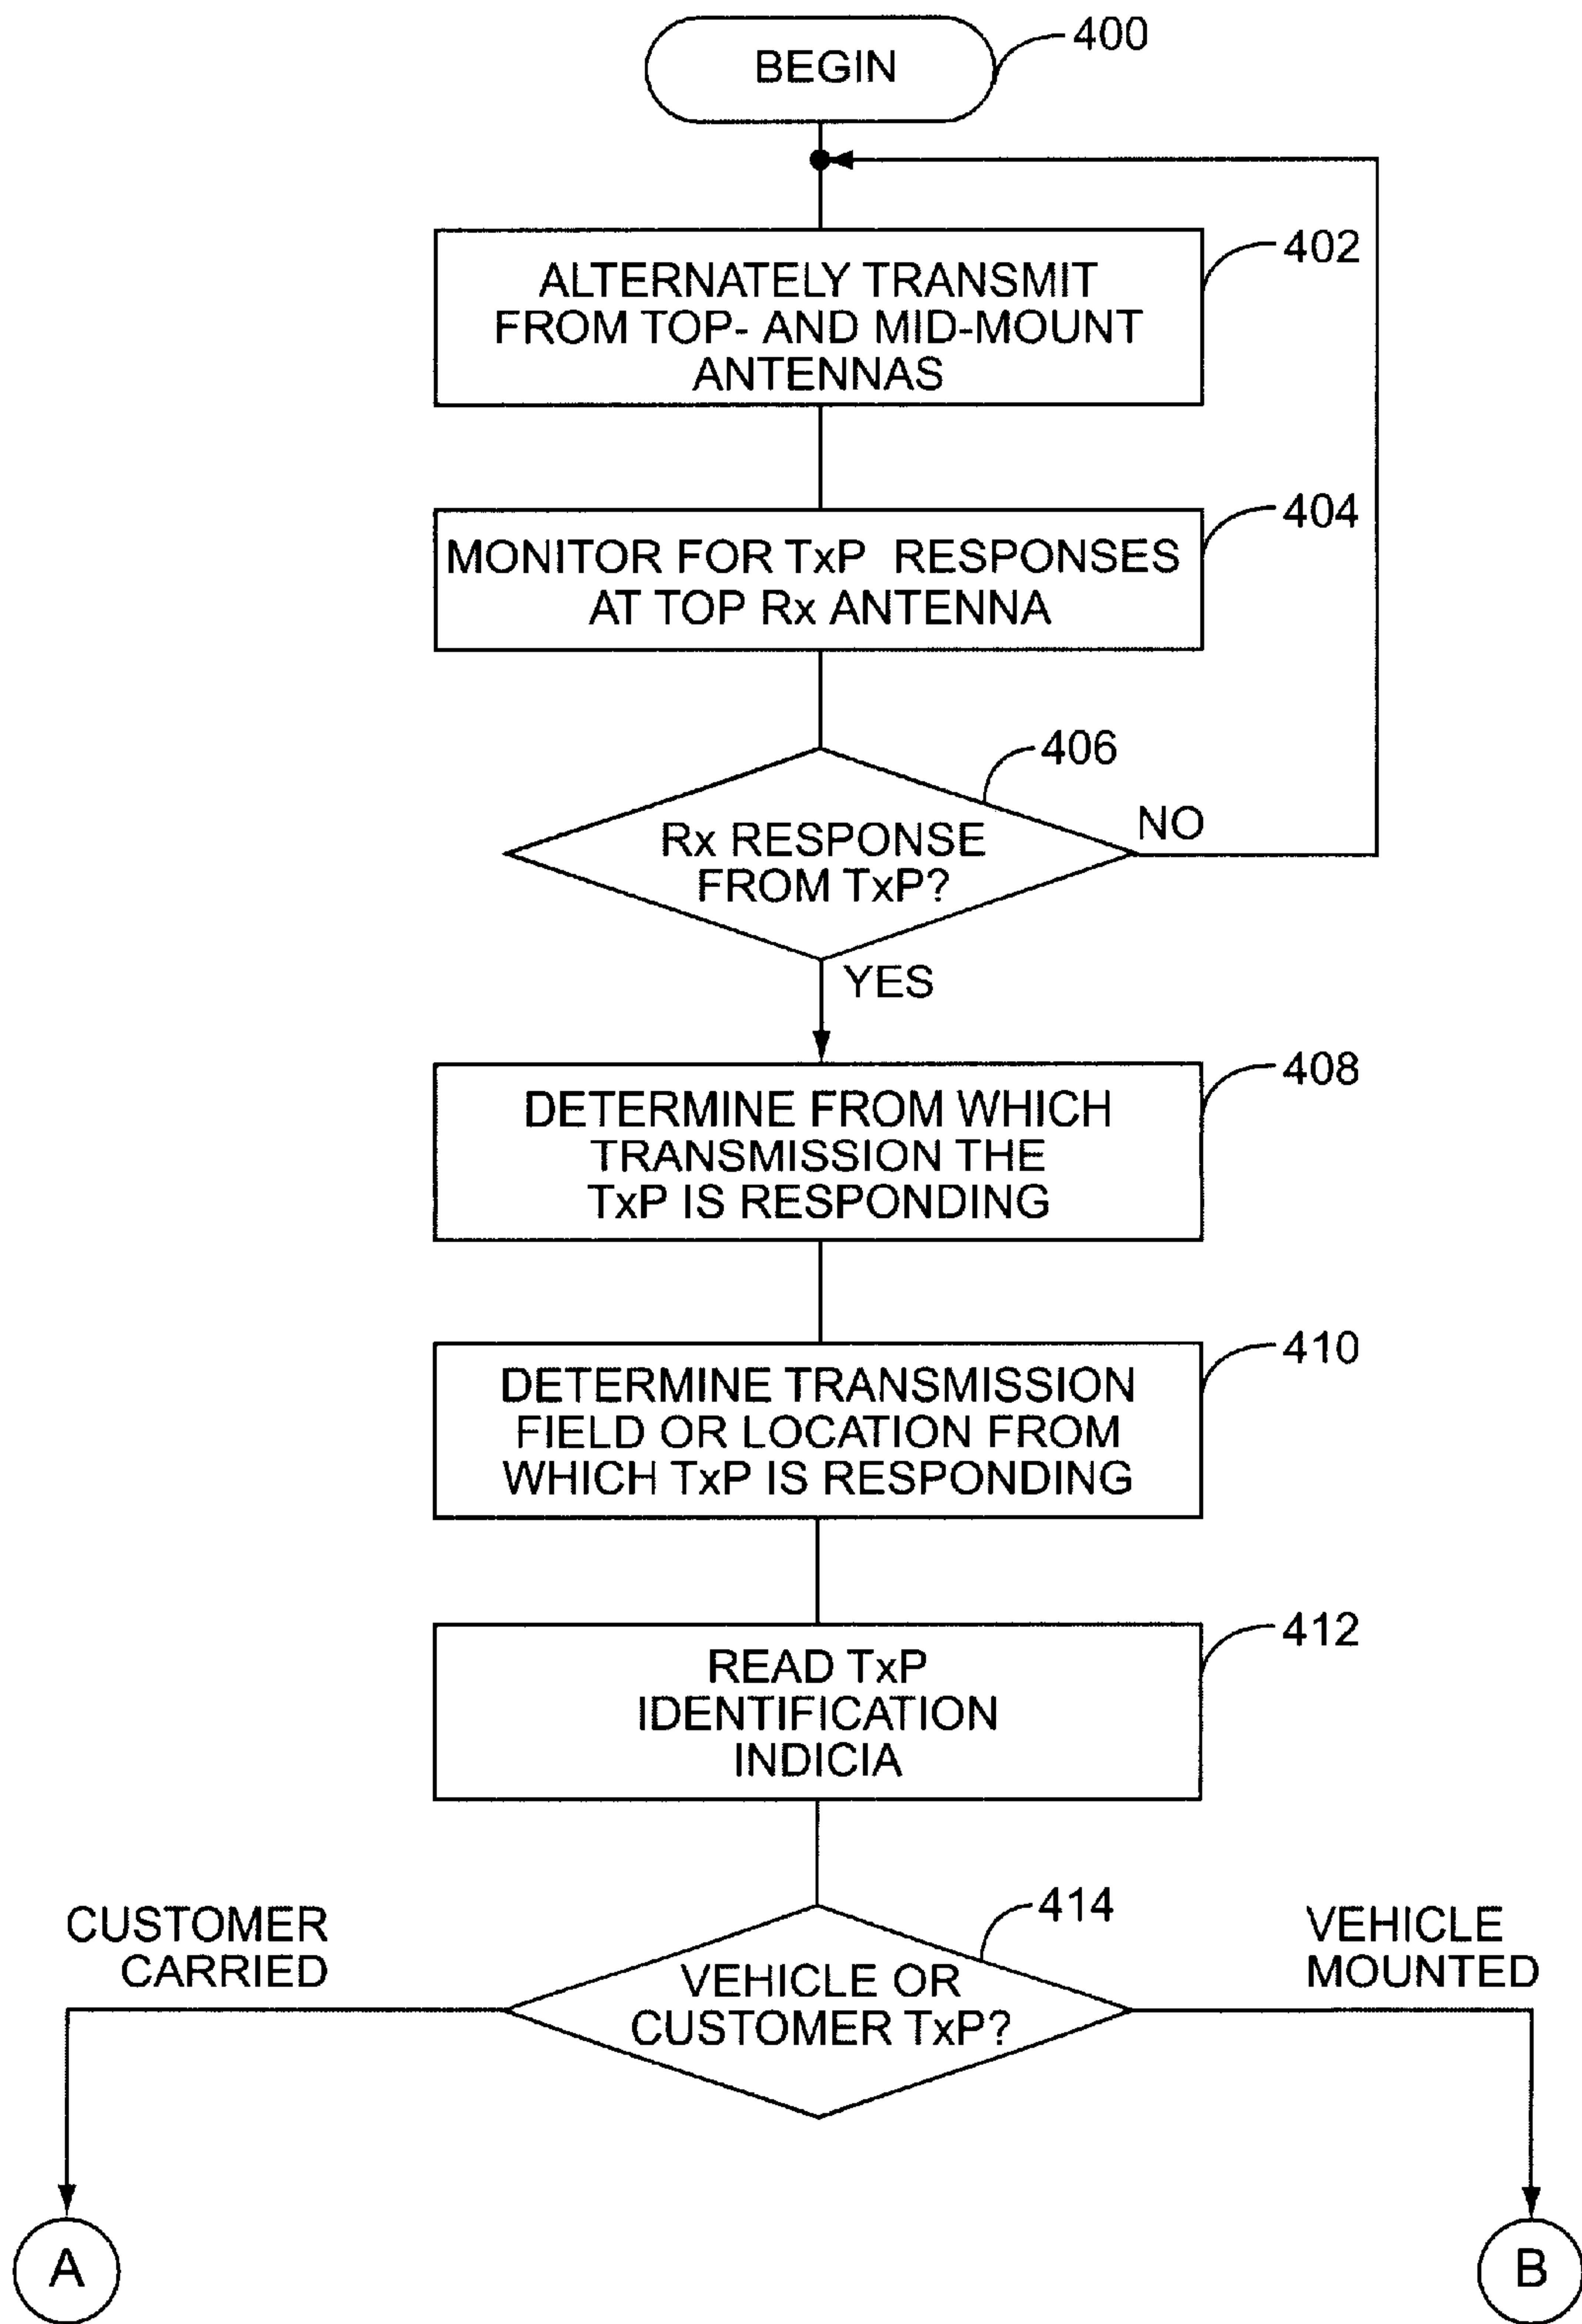 BEGIN
400
402
ALTERNATELY TRANSMIT
FROM TOP- AND MID-MOUNT
ANTENNAS
404
MONITOR FOR TxP RESPONSES
AT TOP Rx ANTENNA
406
Rx RESPONSE
FROM TxP?
NO
YES
408
DETERMINE FROM WHICH
TRANSMISSION THE
TxP IS RESPONDING
410
DETERMINE TRANSMISSION
FIELD OR LOCATION FROM
WHICH TxP IS RESPONDING
412
READ TxP
IDENTIFICATION
INDICIA
414
CUSTOMER
CARRIED
VEHICLE OR
CUSTOMER TxP?
VEHICLE
MOUNTED
A
B